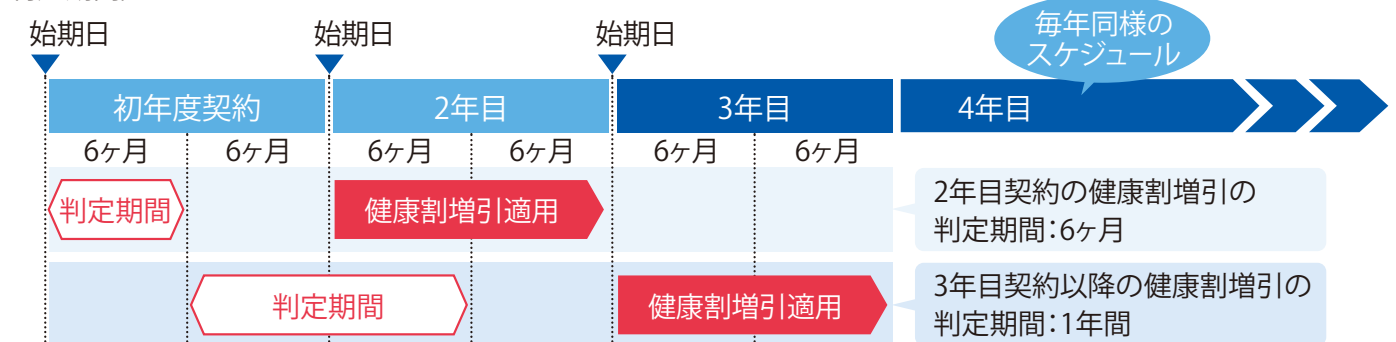 始期日
始期日
始期日
毎年同様の
スケジュール
初年度契約
2年目
3年目
4年目
6ヶ月
6ヶ月
6ヶ月
6ヶ月
6ヶ月
6ヶ月
判定期間
健康割増引適用
2年目契約の健康割増引の
判定期間：6ヶ月
判定期間
健康割増引適用
3年目契約以降の健康割増引の
判定期間：1年間